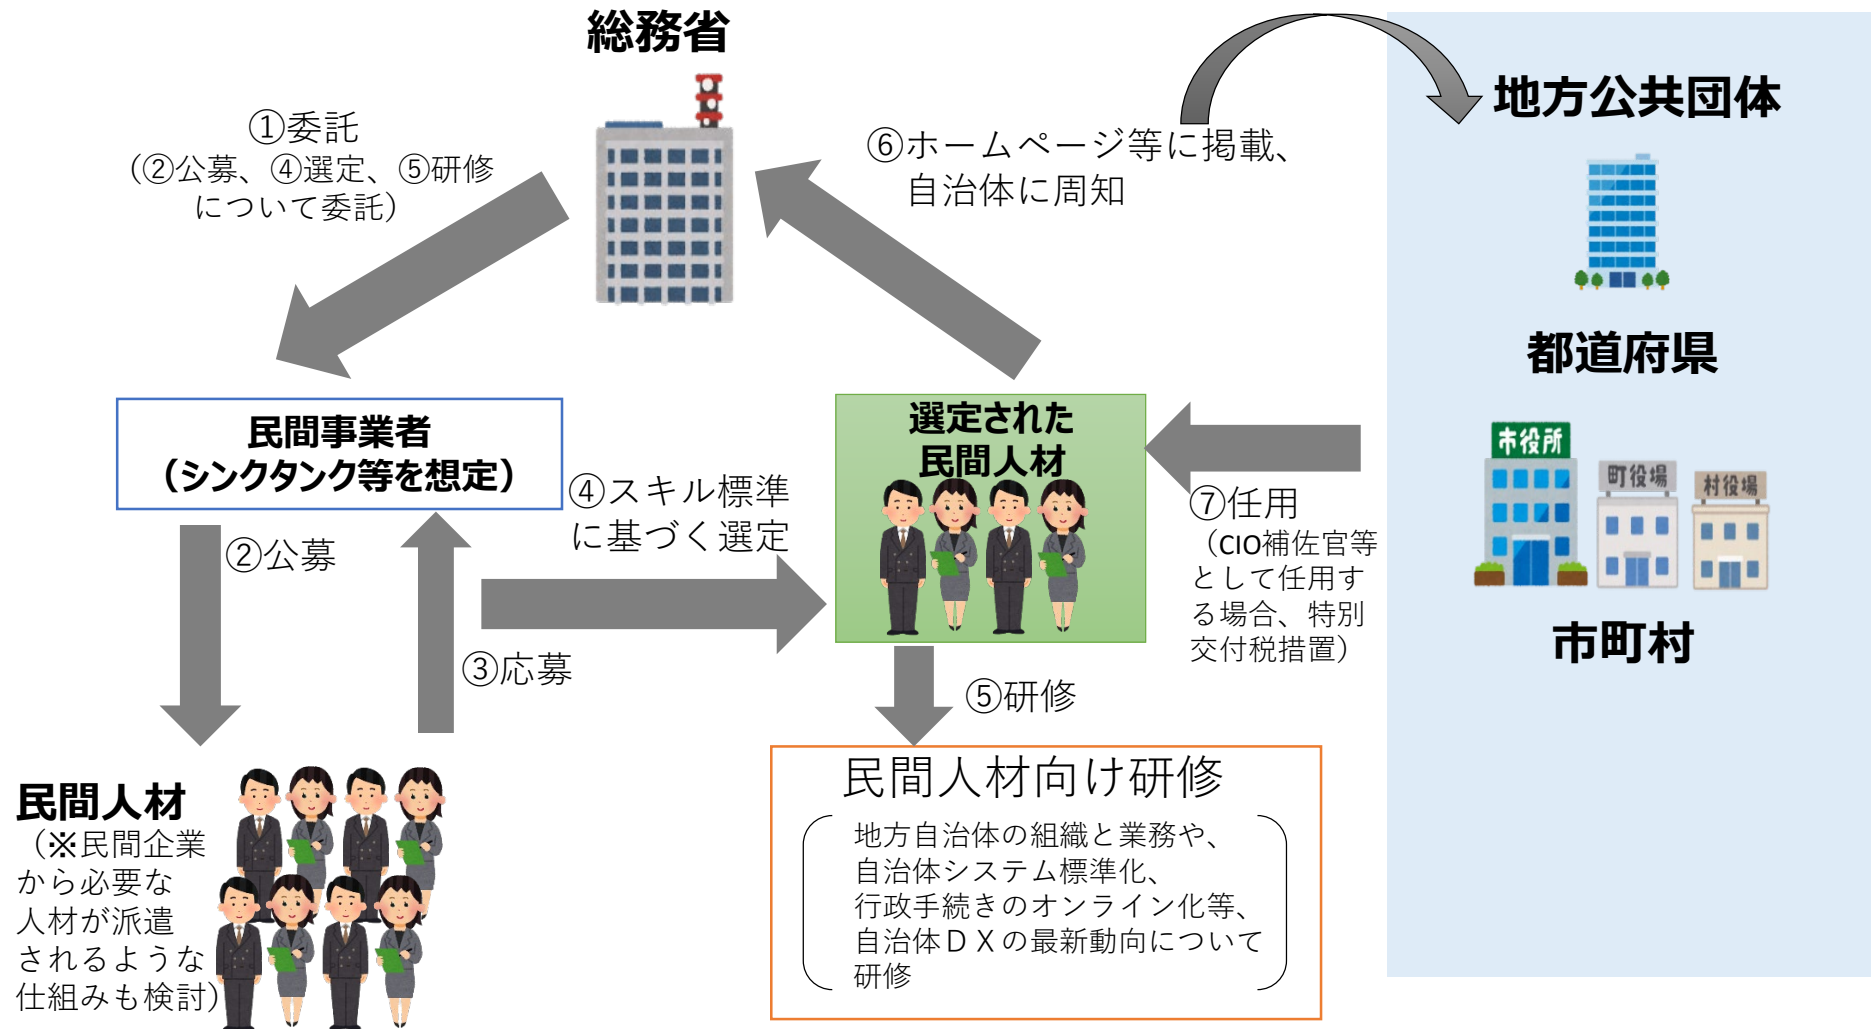 総務省
①委託
（②公募、④選定、⑤研修
について委託）
⑥ホームページ等に掲載、
自治体に周知
地方公共団体
都道府県
市役所
町役場
村役場
市町村
民間事業者
（シンクタンク等を想定）
選定された
民間人材
②公募
③応募
④スキル標準
に基づく選定
⑦任用
（CIO補佐官等
として任用す
る場合、特別
交付税措置）
⑤研修
民間人材
（※民間企業
から必要な
人材が派遣
されるような
仕組みも検討）
民間人材向け研修
地方自治体の組織と業務や、
自治体システム標準化、
行政手続きのオンライン化等、
自治体ＤＸの最新動向について
研修